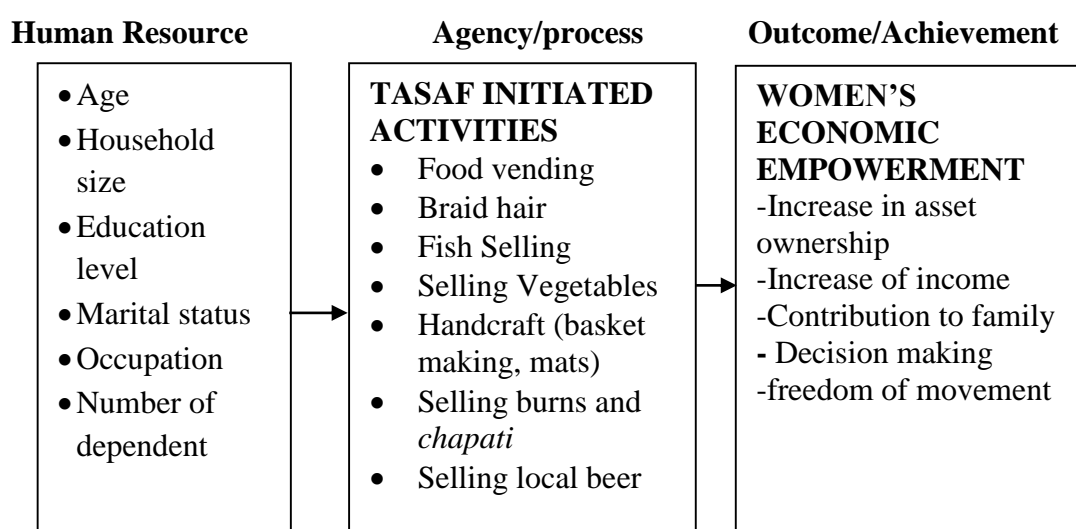 Human Resource
• Age
• Household
size
• Education
level
• Marital status
• Occupation
• Number of
dependent
Agency/process
TASAF INITIATED
ACTIVITIES
• Food vending
• Braid hair
• Fish Selling
• Selling Vegetables
• Handcraft (basket
making, mats)
• Selling burns and
chapati
• Selling local beer
Outcome/Achievement
WOMEN’S
ECONOMIC
EMPOWERMENT
-Increase in asset
ownership
-Increase of income
-Contribution to family
- Decision making
-freedom of movement